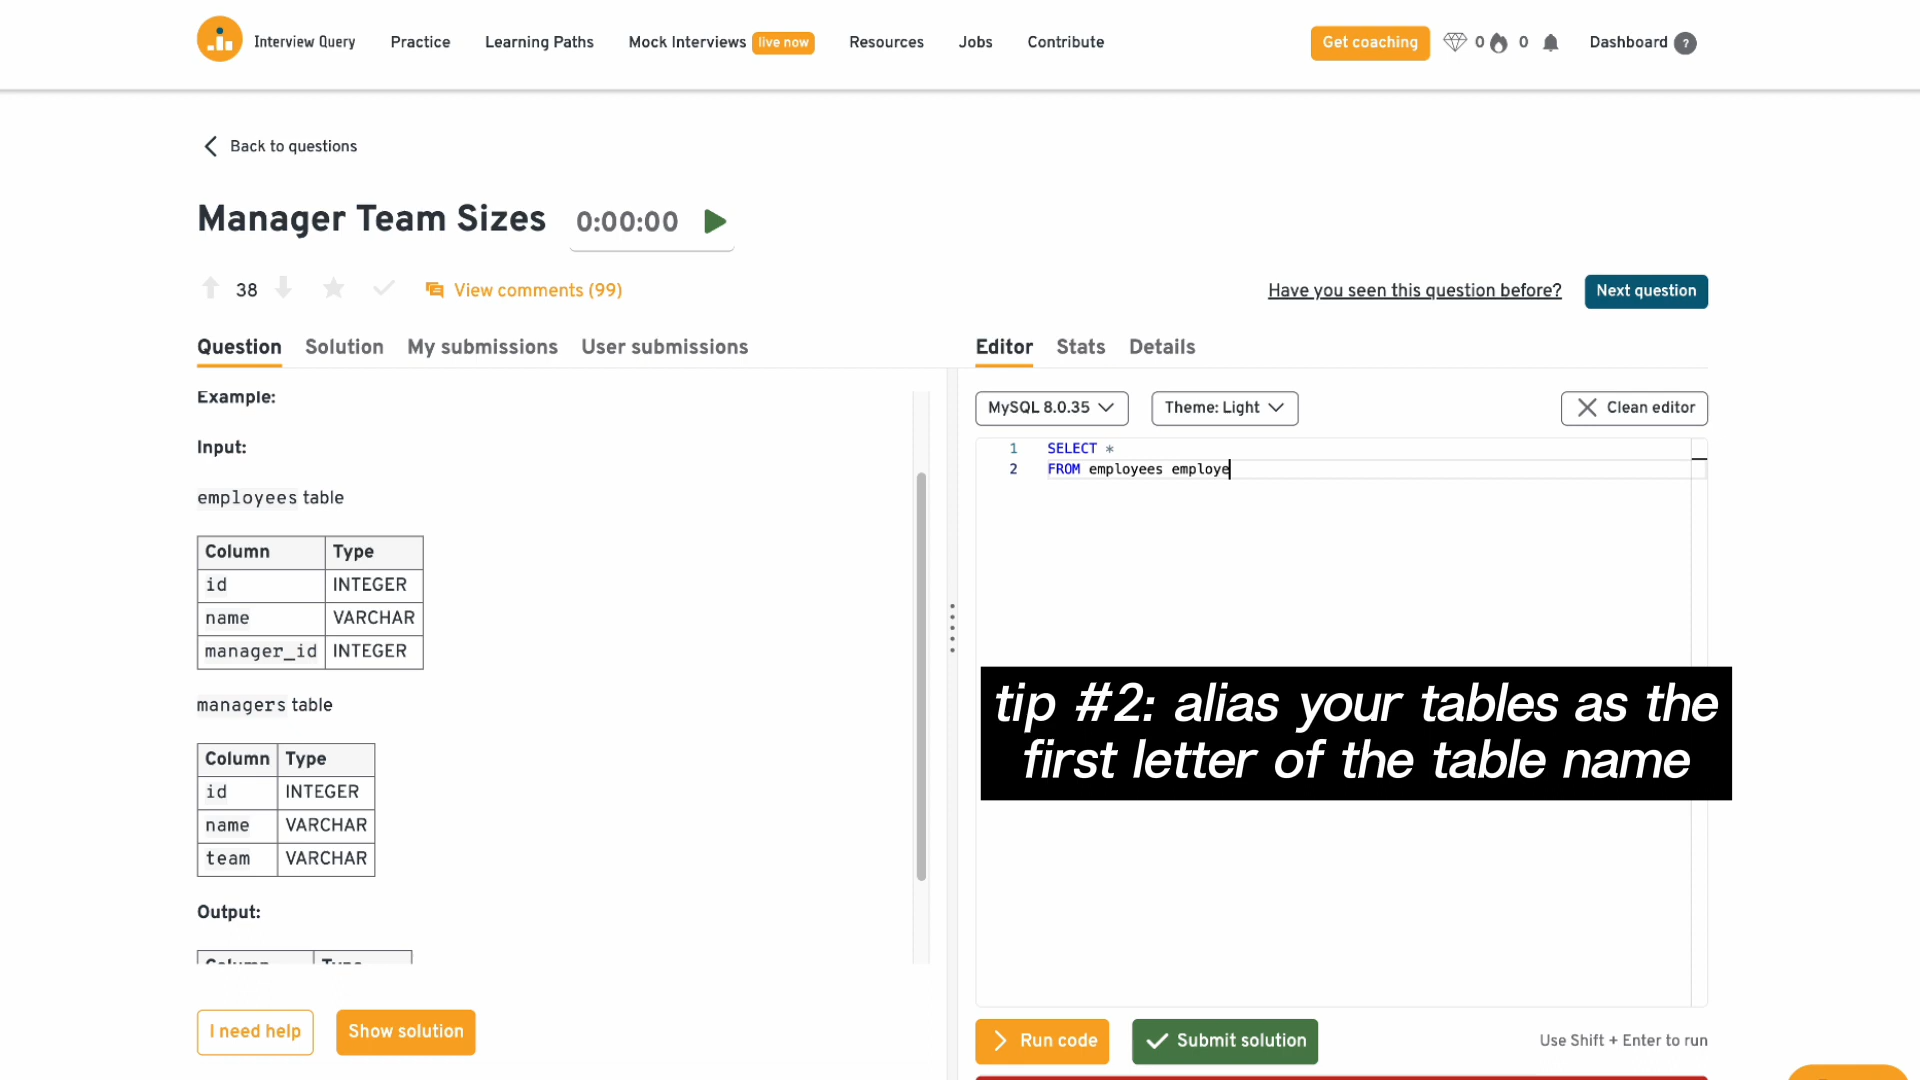 Interview Query
Practice
Learning Paths
Mock Interviews live now
Resources
Jobs
Contribute
Get coaching
0
0
Dashboard ?
Back to questions
Manager Team Sizes
0:00:00
38
View comments (99)
Have you seen this question before?
Next question
Question
Solution
My submissions
User submissions
Editor
Stats
Details
Example:
Input:
employees table
Column Type
id INTEGER
name VARCHAR
manager_id INTEGER
managers table
Column Type
id INTEGER
name VARCHAR
team VARCHAR
Output:
Column Type
I need help
Show solution
MySQL 8.0.35
Theme: Light
Clean editor
1 SELECT *
2 FROM employees employe
tip #2: alias your tables as the
first letter of the table name
Run code
Submit solution
Use Shift + Enter to run